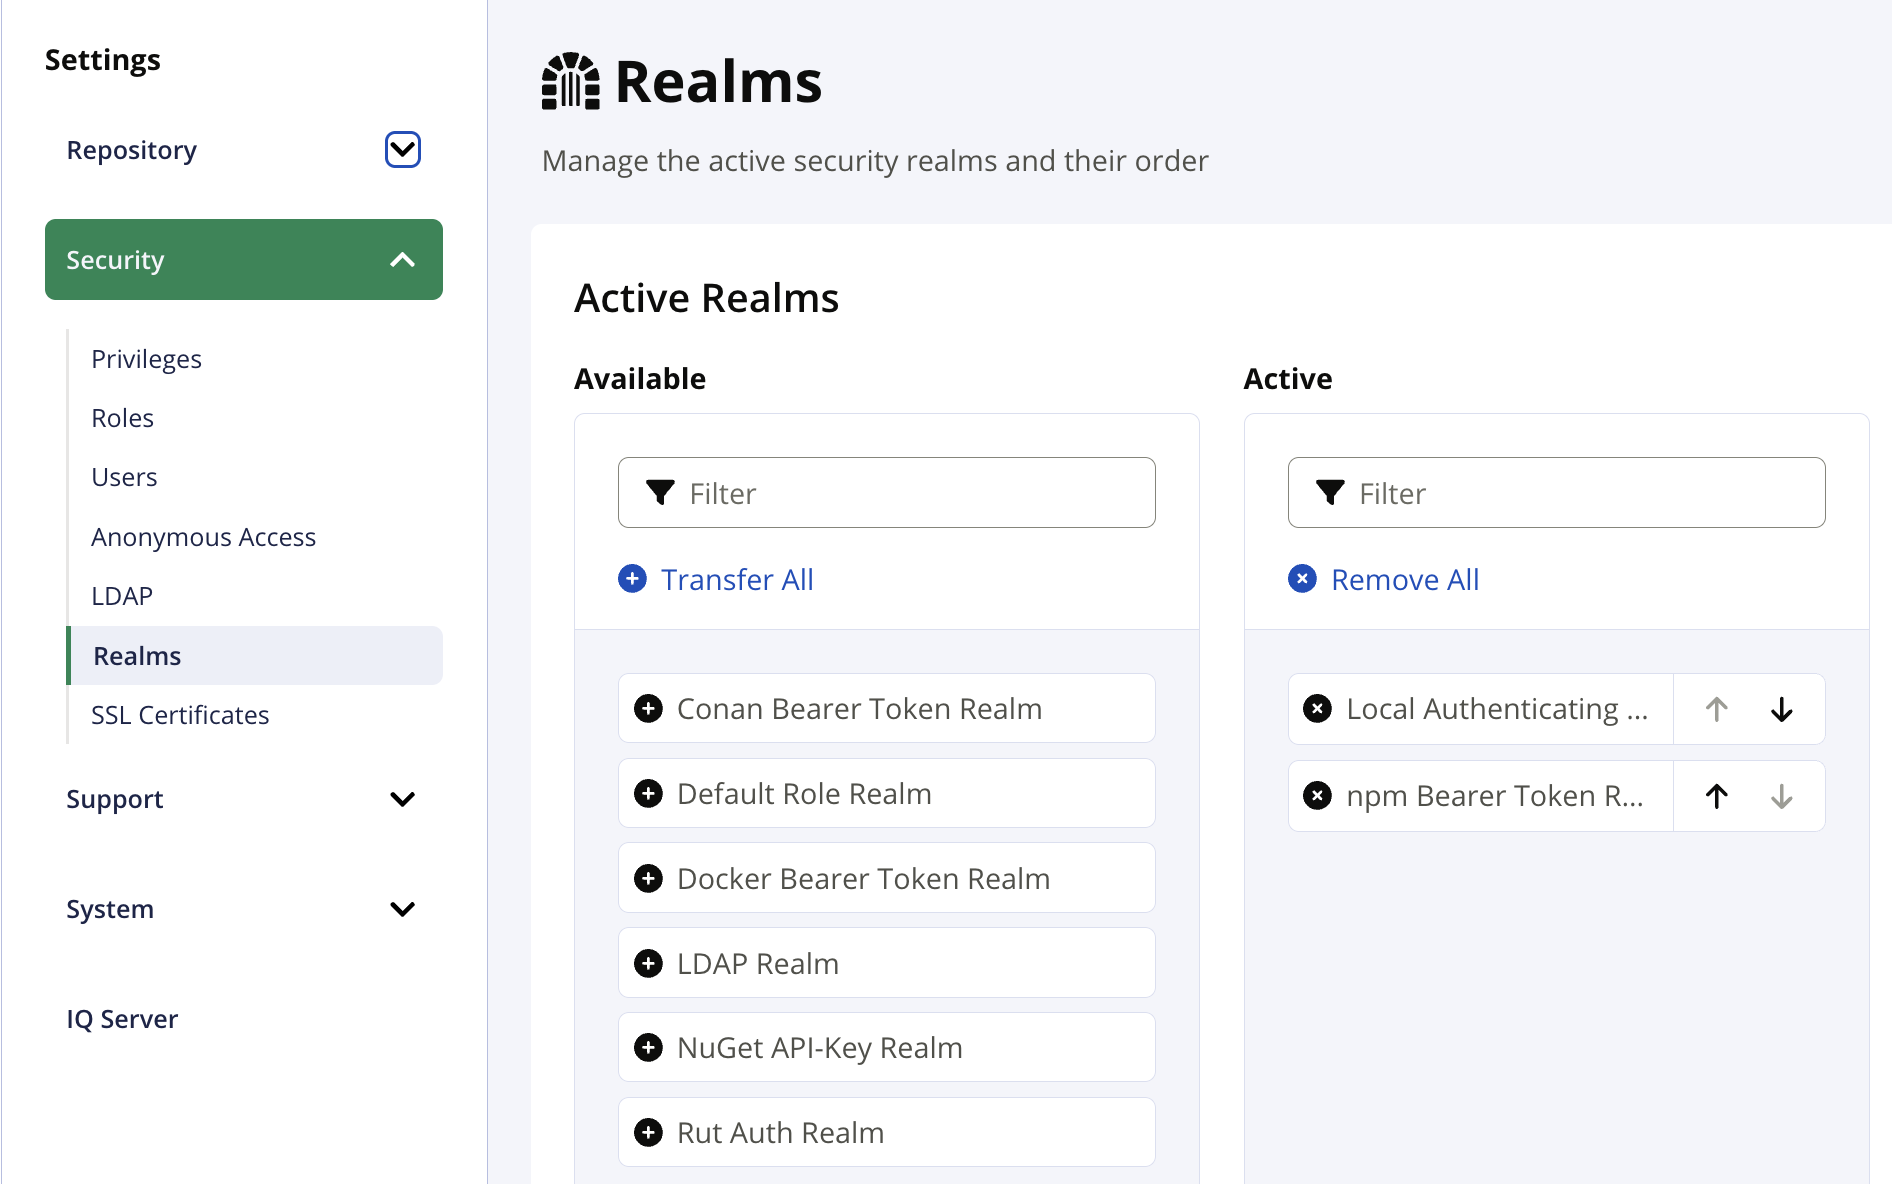 Settings
Repository
Security
Privileges
Roles
Users
Anonymous Access
LDAP
Realms
SSL Certificates
Support
System
IQ Server
Realms
Manage the active security realms and their order
Active Realms
Available
Filter
Transfer All
Conan Bearer Token Realm
Default Role Realm
Docker Bearer Token Realm
LDAP Realm
NuGet API-Key Realm
Rut Auth Realm
Active
Filter
Remove All
Local Authenticating ...
npm Bearer Token R...